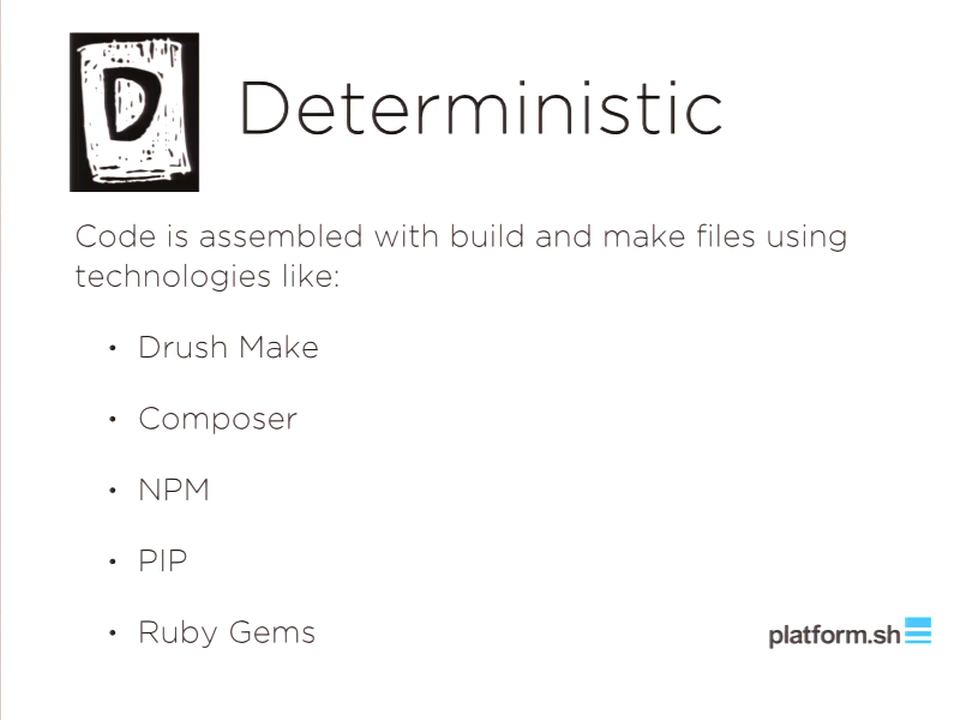 D
Deterministic
Code is assembled with build and make files using
technologies like:
• Drush Make
• Composer
• NPM
• PIP
• Ruby Gems
platform.sh